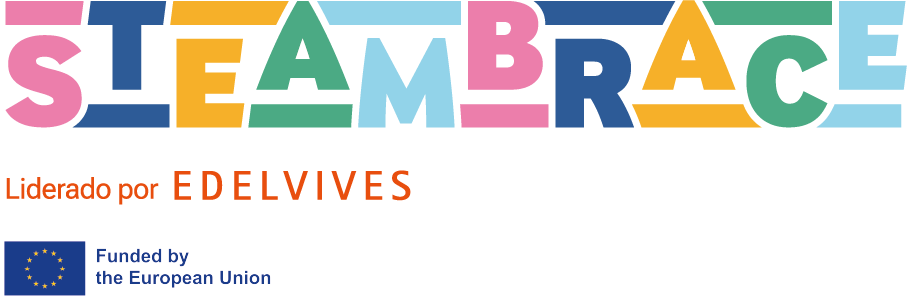 STEAMBRACE
Liderado por EDELVIVES
Funded by
the European Union